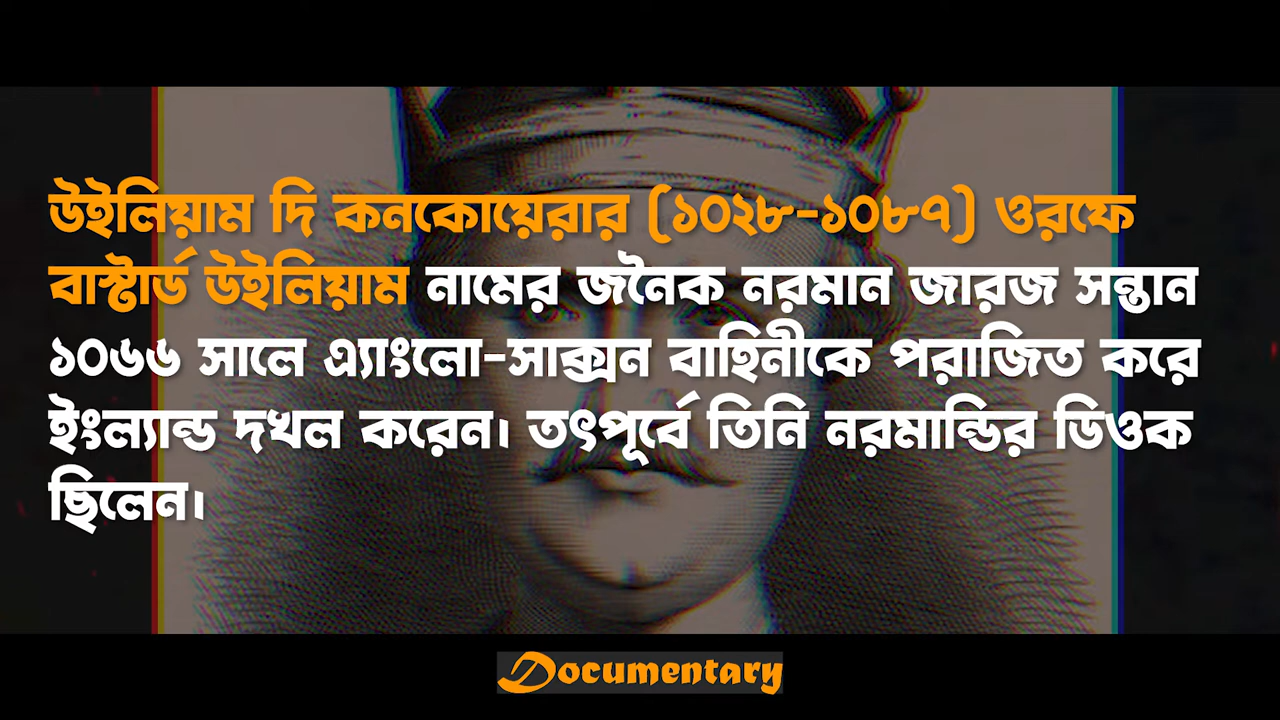 উইলিয়াম দি কনকোয়েরার (১০২৮-১০৮৭) ওরফে
বাস্টার্ড উইলিয়াম নামের জনৈক নরমান জারজ সন্তান
১০৬৬ সালে এ্যাংলো-সাক্সন বাহিনীকে পরাজিত করে
ইংল্যান্ড দখল করেন। তৎপূর্বে তিনি নরমান্ডির ডিওক
ছিলেন।
Documentary